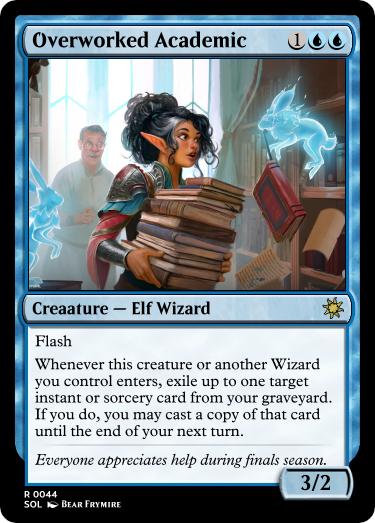 Overworked Academic 1
Creaature — Elf Wizard
Flash
Whenever this creature or another Wizard
you control enters, exile up to one target
instant or sorcery card from your graveyard.
If you do, you may cast a copy of that card
until the end of your next turn.
Everyone appreciates help during finals season.
3/2
R 0044
SOL Bear Frymire